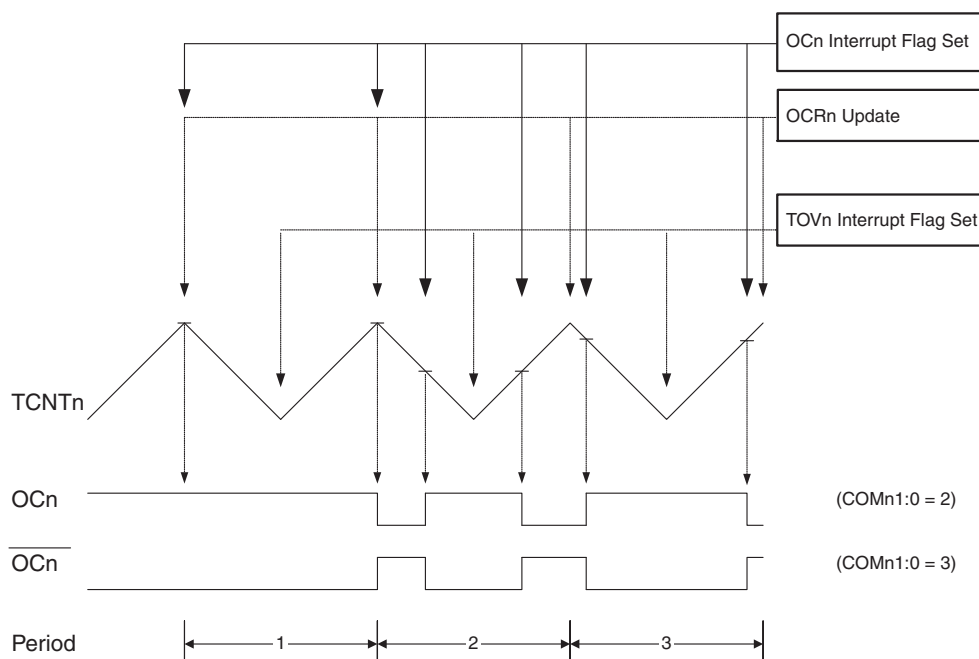 OCn Interrupt Flag Set
OCRn Update
TOVn Interrupt Flag Set
TCNTn
OCn (COMn1:0 = 2)
OCn (COMn1:0 = 3)
Period 1 2 3